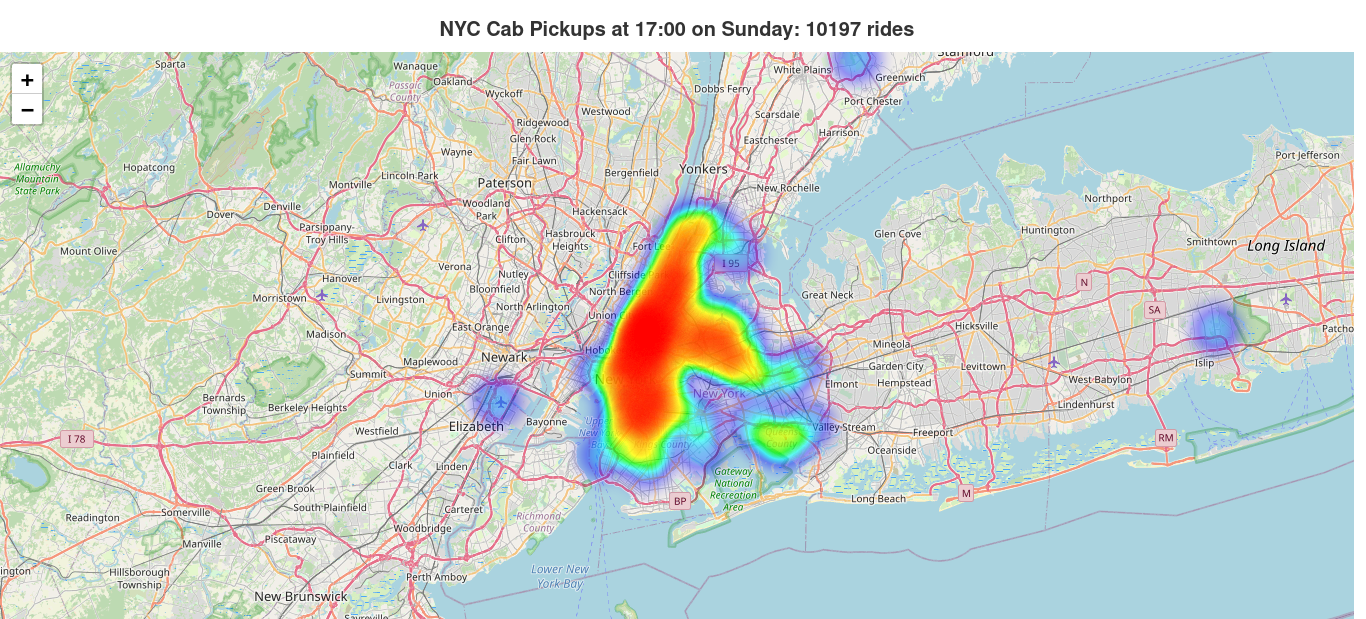 NYC Cab Pickups at 17:00 on Sunday: 10197 rides
+
−
Sparta
Wanaque
Oakland
Passaic
County
Wyckoff
Westwood
Dobbs Ferry
White Plains
Stamford
Greenwich
Port Chester
Scarsdale
Harrison
Eastchester
Ridgewood
Glen Rock
Fair Lawn
Wayne
Hopatcong
Allamuchy
Mountain
State Park
Lincoln Park
Montville
Paterson
Bergenfield
Yonkers
New Rochelle
Port Jefferson
Northport
Woodland
Park
Hackensack
Denville
Dover
Parsippany-
Troy Hills
Clifton
Hasbrouck
Heights
Fort Lee
I 95
Glen Cove
Huntington
Smithtown
Long Island
Mount Olive
Verona
Nutley
Bloomfield
Cliffside
North Ber
Hanover
Morristown
Livingston
North Arlington
Union C
Great Neck
N
SA
Madison
East Orange
Hicksville
Patcho
Hobo
Newark
Mineola
Garden City
Levittown
Islip
Maplewood
Summit
Union
New York
Elmont
Hempstead
West Babylon
Lindenhurst
Bernards
Township
Berkeley Heights
Elizabeth
Bayonne
Valley Stream
Freeport
Oceanside
RM
I 78
Westfield
Plainfield
Clark
Linden
Gateway
National
Recreation
Area
BP
Long Beach
M
Green Brook
South Plainfield
Carteret
Richmond
County
Readington
Somerville
Woodbridge
Manville
Piscataway
ington
Hillsborough
Township
Perth Amboy
Lower New
York Bay
New Brunswick
Sayreville